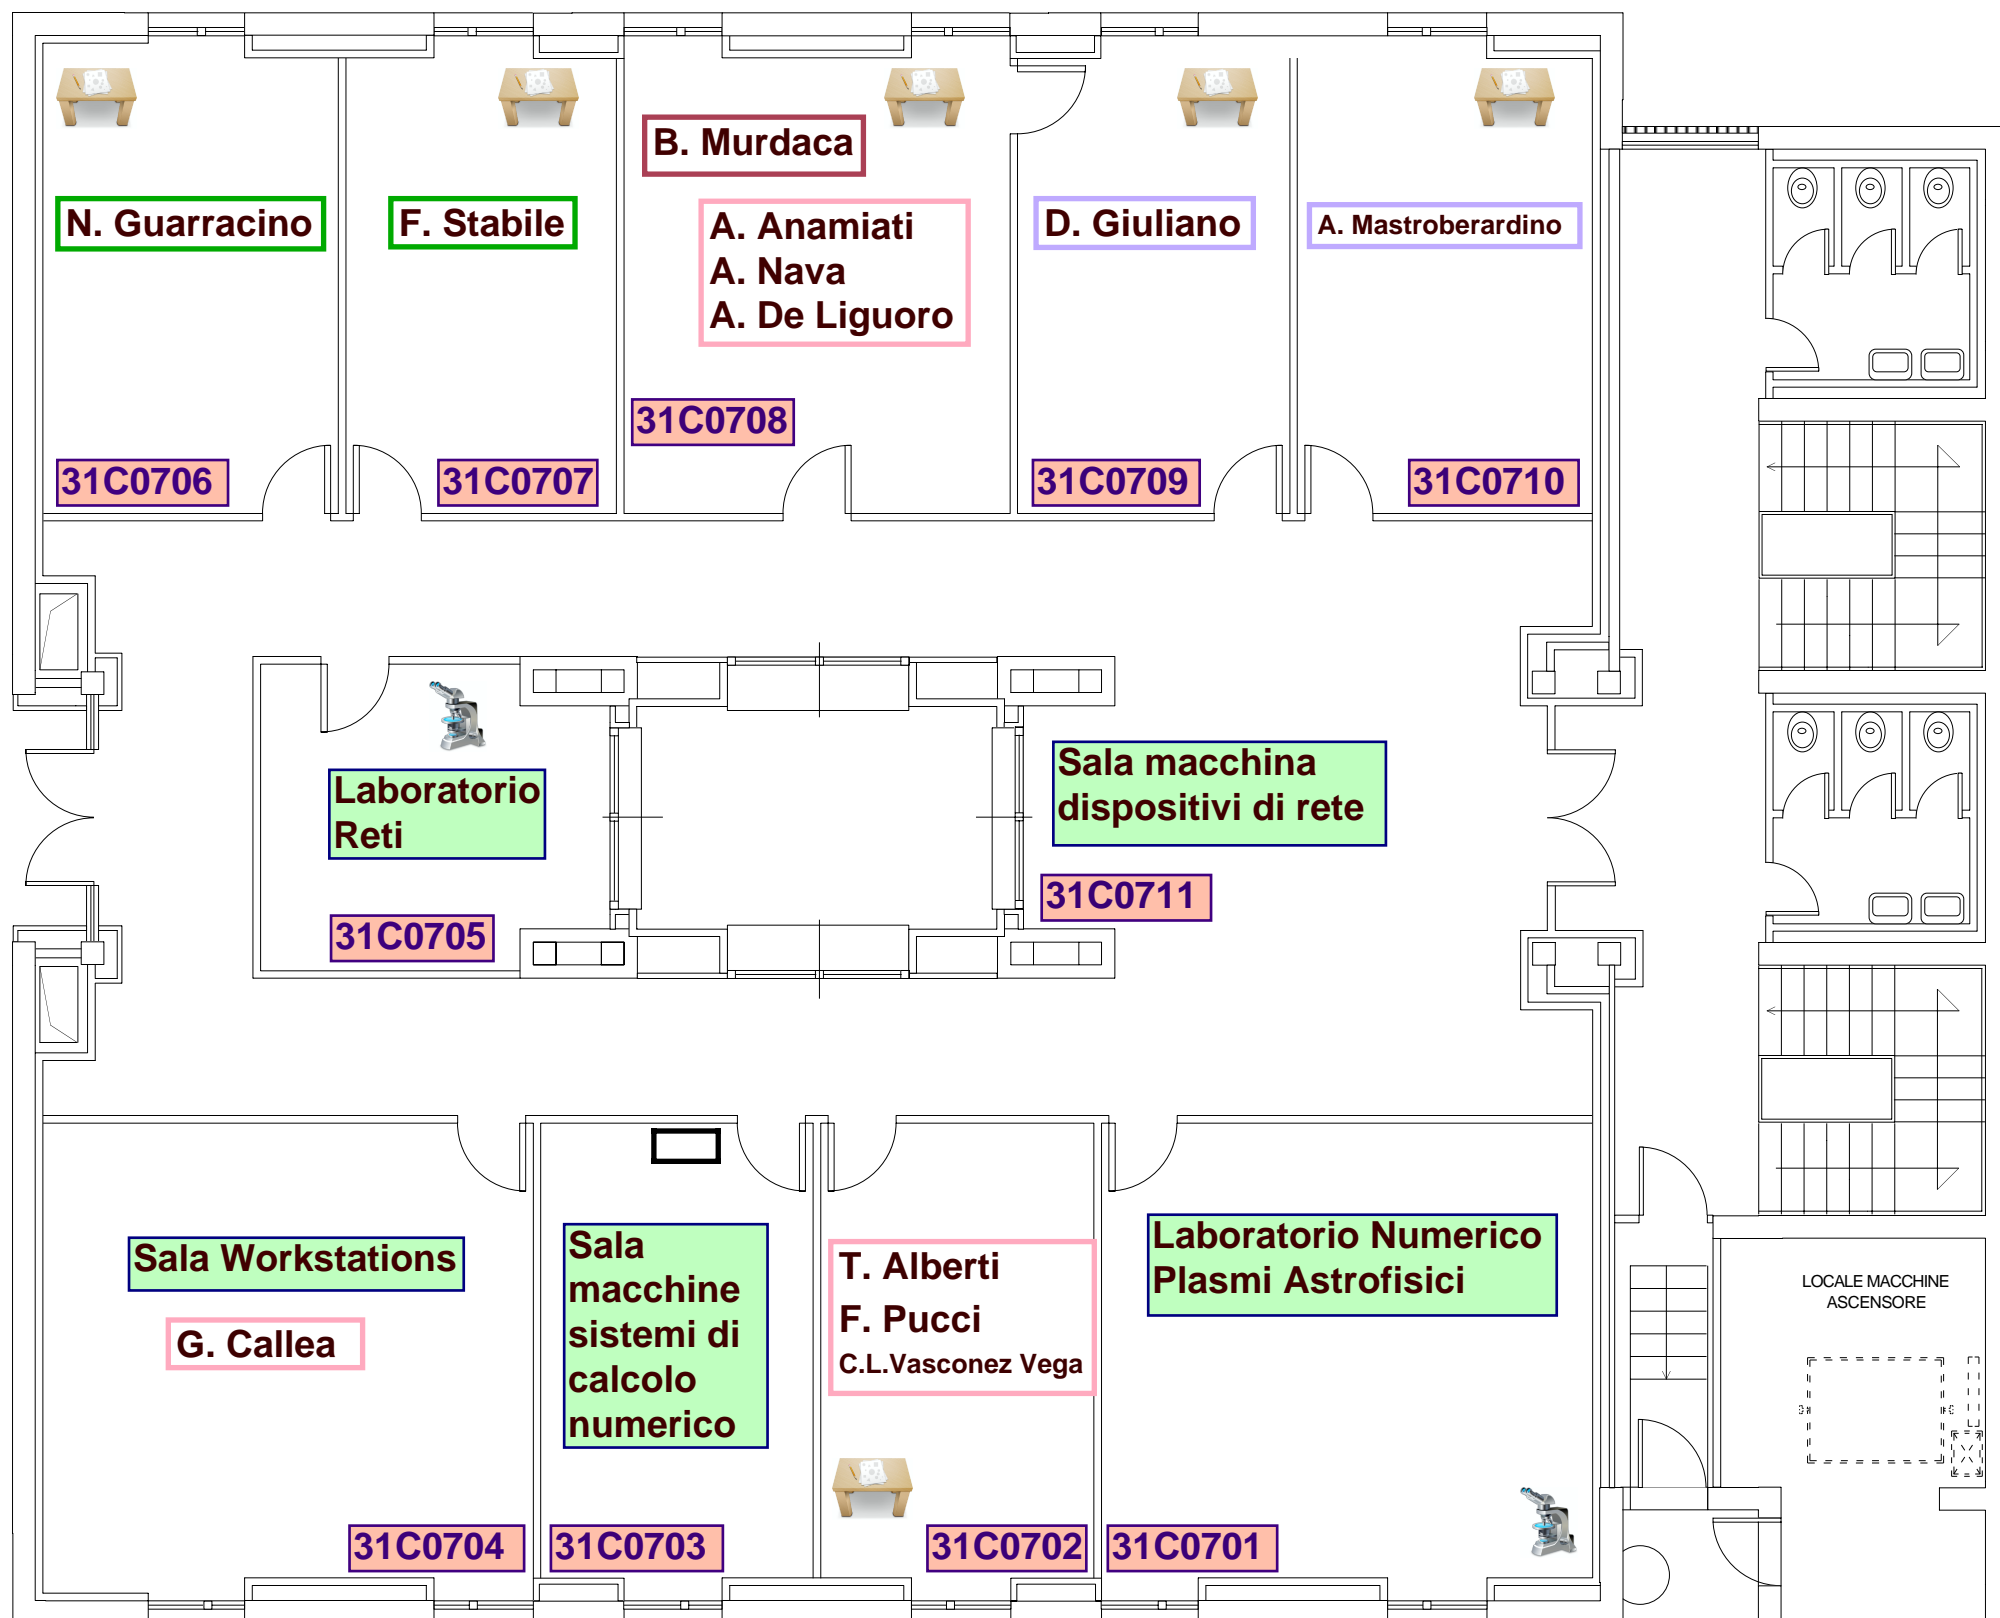 B. Murdaca
N. Guarracino
F. Stabile
A. Anamiati
A. Nava
A. De Liguoro
D. Giuliano
A. Mastroberardino
31C0708
31C0706
31C0707
31C0709
31C0710
Laboratorio
Reti
31C0705
Sala macchina
dispositivi di rete
31C0711
Sala Workstations
G. Callea
Sala
macchine
sistemi di
calcolo
numerico
T. Alberti
F. Pucci
C.L.Vasconez Vega
Laboratorio Numerico
Plasmi Astrofisici
LOCALE MACCHINE
ASCENSORE
31C0704
31C0703
31C0702
31C0701